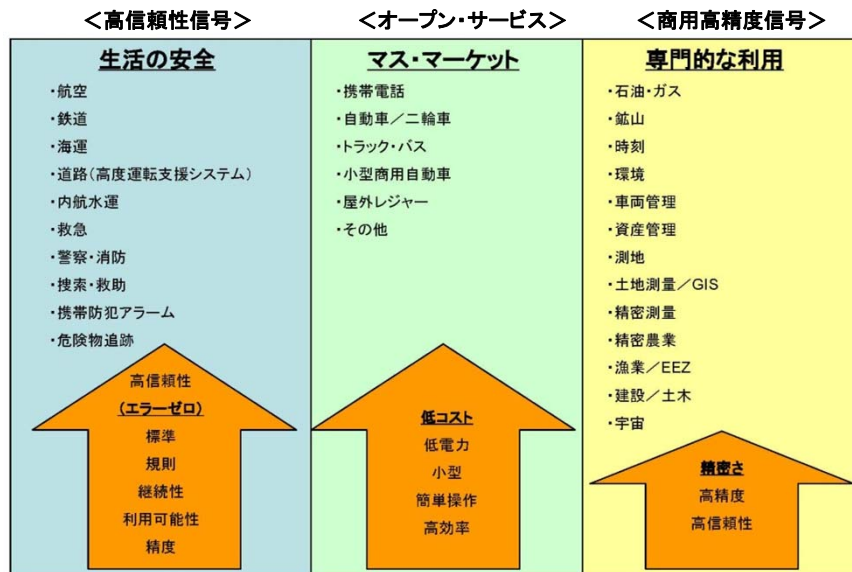 ＜高信頼性信号＞
＜オープン・サービス＞
＜商用高精度信号＞
生活の安全
・航空
・鉄道
・海運
・道路（高度運転支援システム）
・内航水運
・救急
・警察・消防
・捜索・救助
・携帯防犯アラーム
・危険物追跡
高信頼性
（エラーゼロ）
標準
規則
継続性
利用可能性
精度
マス・マーケット
・携帯電話
・自動車／二輪車
・トラック・バス
・小型商用自動車
・屋外レジャー
・その他
低コスト
低電力
小型
簡単操作
高効率
専門的な利用
・石油・ガス
・鉱山
・時刻
・環境
・車両管理
・資産管理
・測地
・土地測量／GIS
・精密測量
・精密農業
・漁業／EEZ
・建設／土木
・宇宙
精密さ
高精度
高信頼性